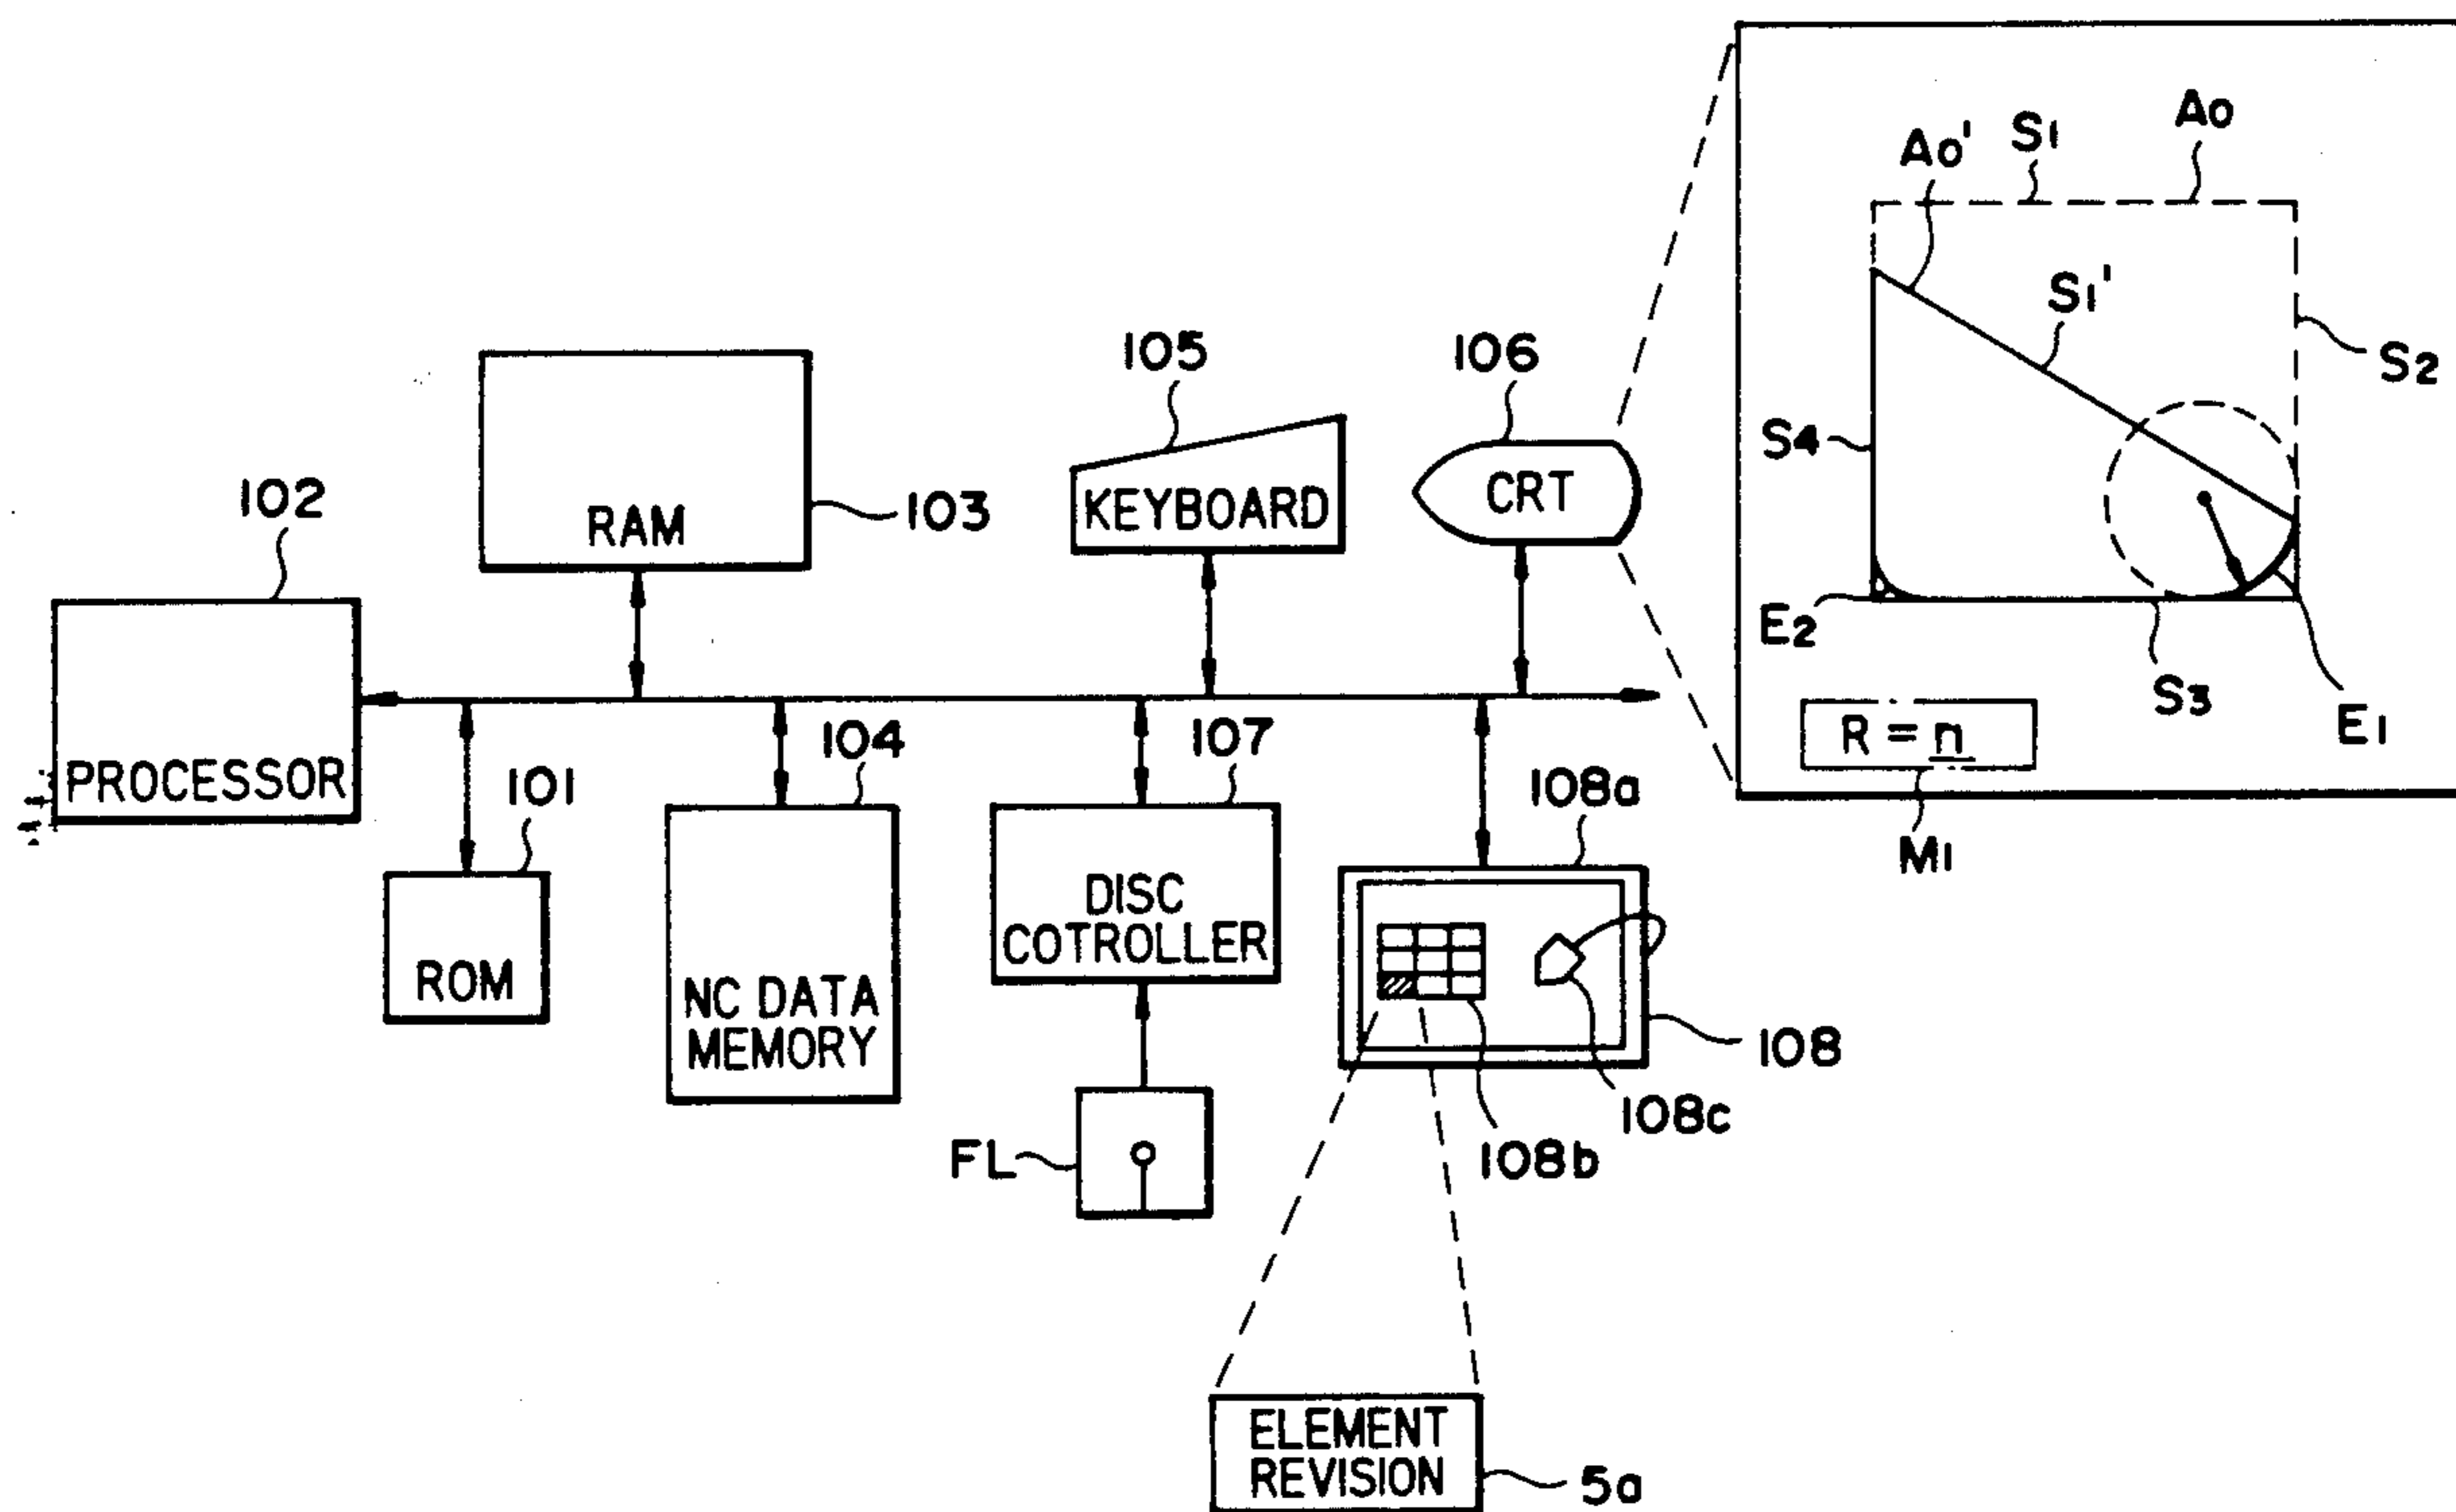 Ao
S1
Ao'
S1'
S2
105
106
S4
102
RAM
103
KEYBOARD
CRT
E2
S3
E1
R = n
104
107
PROCESSOR
101
108a
M1
DISC
COTROLLER
ROM
NC DATA
MEMORY
108
108c
FL
108b
ELEMENT
REVISION
5a